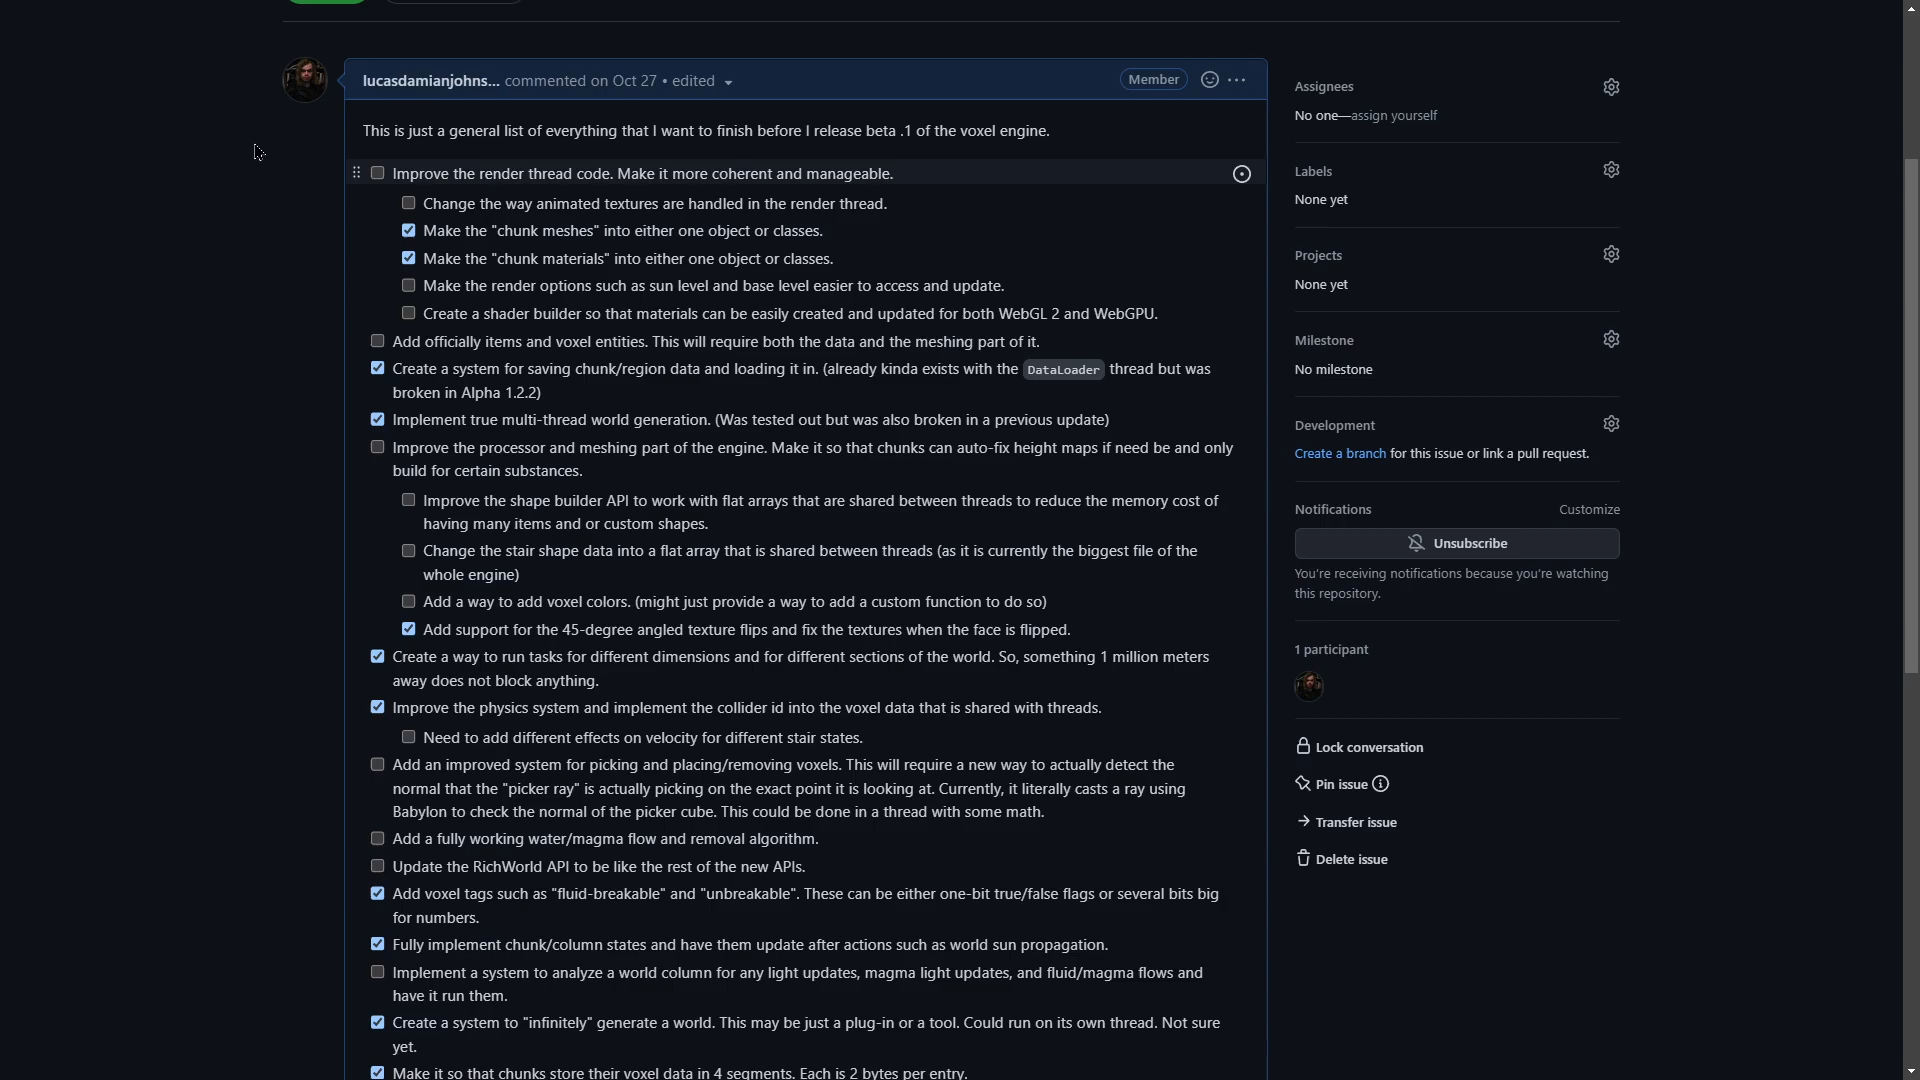 lucasdamianjohns... commented on Oct 27 • edited
Member
This is just a general list of everything that I want to finish before I release beta .1 of the voxel engine.
Improve the render thread code. Make it more coherent and manageable.
Change the way animated textures are handled in the render thread.
Make the "chunk meshes" into either one object or classes.
Make the "chunk materials" into either one object or classes.
Make the render options such as sun level and base level easier to access and update.
Create a shader builder so that materials can be easily created and updated for both WebGL 2 and WebGPU.
Add officially items and voxel entities. This will require both the data and the meshing part of it.
Create a system for saving chunk/region data and loading it in. (already kinda exists with the DataLoader thread but was
broken in Alpha 1.2.2)
Implement true multi-thread world generation. (Was tested out but was also broken in a previous update)
Improve the processor and meshing part of the engine. Make it so that chunks can auto-fix height maps if need be and only
build for certain substances.
Improve the shape builder API to work with flat arrays that are shared between threads to reduce the memory cost of
having many items and or custom shapes.
Change the stair shape data into a flat array that is shared between threads (as it is currently the biggest file of the
whole engine)
Add a way to add voxel colors. (might just provide a way to add a custom function to do so)
Add support for the 45-degree angled texture flips and fix the textures when the face is flipped.
Create a way to run tasks for different dimensions and for different sections of the world. So, something 1 million meters
away does not block anything.
Improve the physics system and implement the collider id into the voxel data that is shared with threads.
Need to add different effects on velocity for different stair states.
Add an improved system for picking and placing/removing voxels. This will require a new way to actually detect the
normal that the "picker ray" is actually picking on the exact point it is looking at. Currently, it literally casts a ray using
Babylon to check the normal of the picker cube. This could be done in a thread with some math.
Add a fully working water/magma flow and removal algorithm.
Update the RichWorld API to be like the rest of the new APIs.
Add voxel tags such as "fluid-breakable" and "unbreakable". These can be either one-bit true/false flags or several bits big
for numbers.
Fully implement chunk/column states and have them update after actions such as world sun propagation.
Implement a system to analyze a world column for any light updates, magma light updates, and fluid/magma flows and
have it run them.
Create a system to "infinitely" generate a world. This may be just a plug-in or a tool. Could run on its own thread. Not sure
yet.
Make it so that chunks store their voxel data in 4 segments. Each is 2 bytes per entry.
Assignees
No one—assign yourself
Labels
None yet
Projects
None yet
Milestone
No milestone
Development
Create a branch for this issue or link a pull request.
Notifications
Customize
Unsubscribe
You're receiving notifications because you're watching
this repository.
1 participant
Lock conversation
Pin issue
Transfer issue
Delete issue